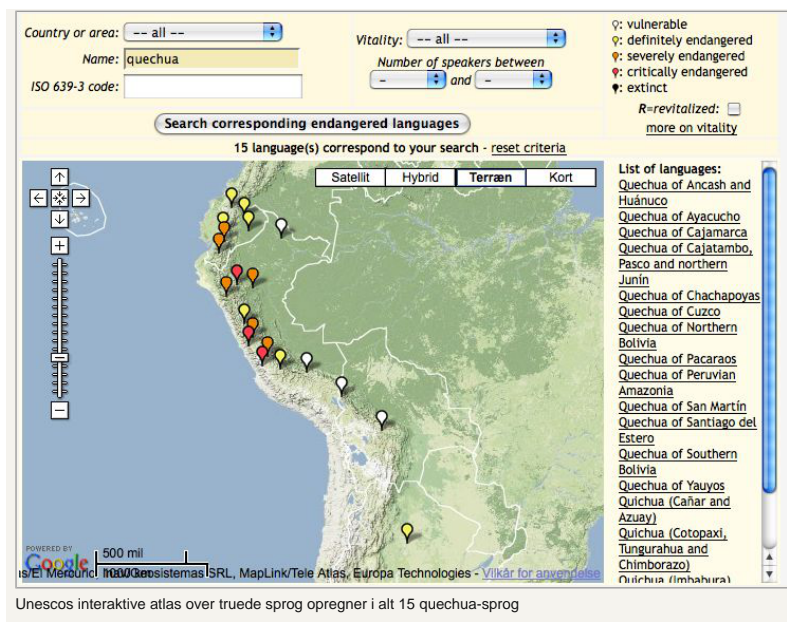 Country or area: -- all --
Name: quechua
ISO 639-3 code:
Vitality: -- all --
Number of speakers between
- and -
: vulnerable
: definitely endangered
: severely endangered
: critically endangered
: extinct
R=revitalized:
more on vitality
Search corresponding endangered languages
15 language(s) correspond to your search - reset criteria
Satellit Hybrid Terræn Kort
List of languages:
Quechua of Ancash and
Huánuco
Quechua of Ayacucho
Quechua of Cajamarca
Quechua of Cajatambo,
Pasco and northern
Junín
Quechua of Chachapoyas
Quechua of Cuzco
Quechua of Northern
Bolivia
Quechua of Pacaraos
Quechua of Peruvian
Amazonia
Quechua of San Martín
Quechua of Santiago del
Estero
Quechua of Southern
Bolivia
Quechua of Yauyos
Quichua (Cañar and
Azuay)
Quichua (Cotopaxi,
Tungurahua and
Chimborazo)
Quichua (Imbabura)
POWERED BY
Google
500 mil
1000 km
Mercurio, SRL, MapLink/Tele Atlas, Europa Technologies - Vilkår for anvendelse
Unescos interaktive atlas over truede sprog opregner i alt 15 quechua-sprog